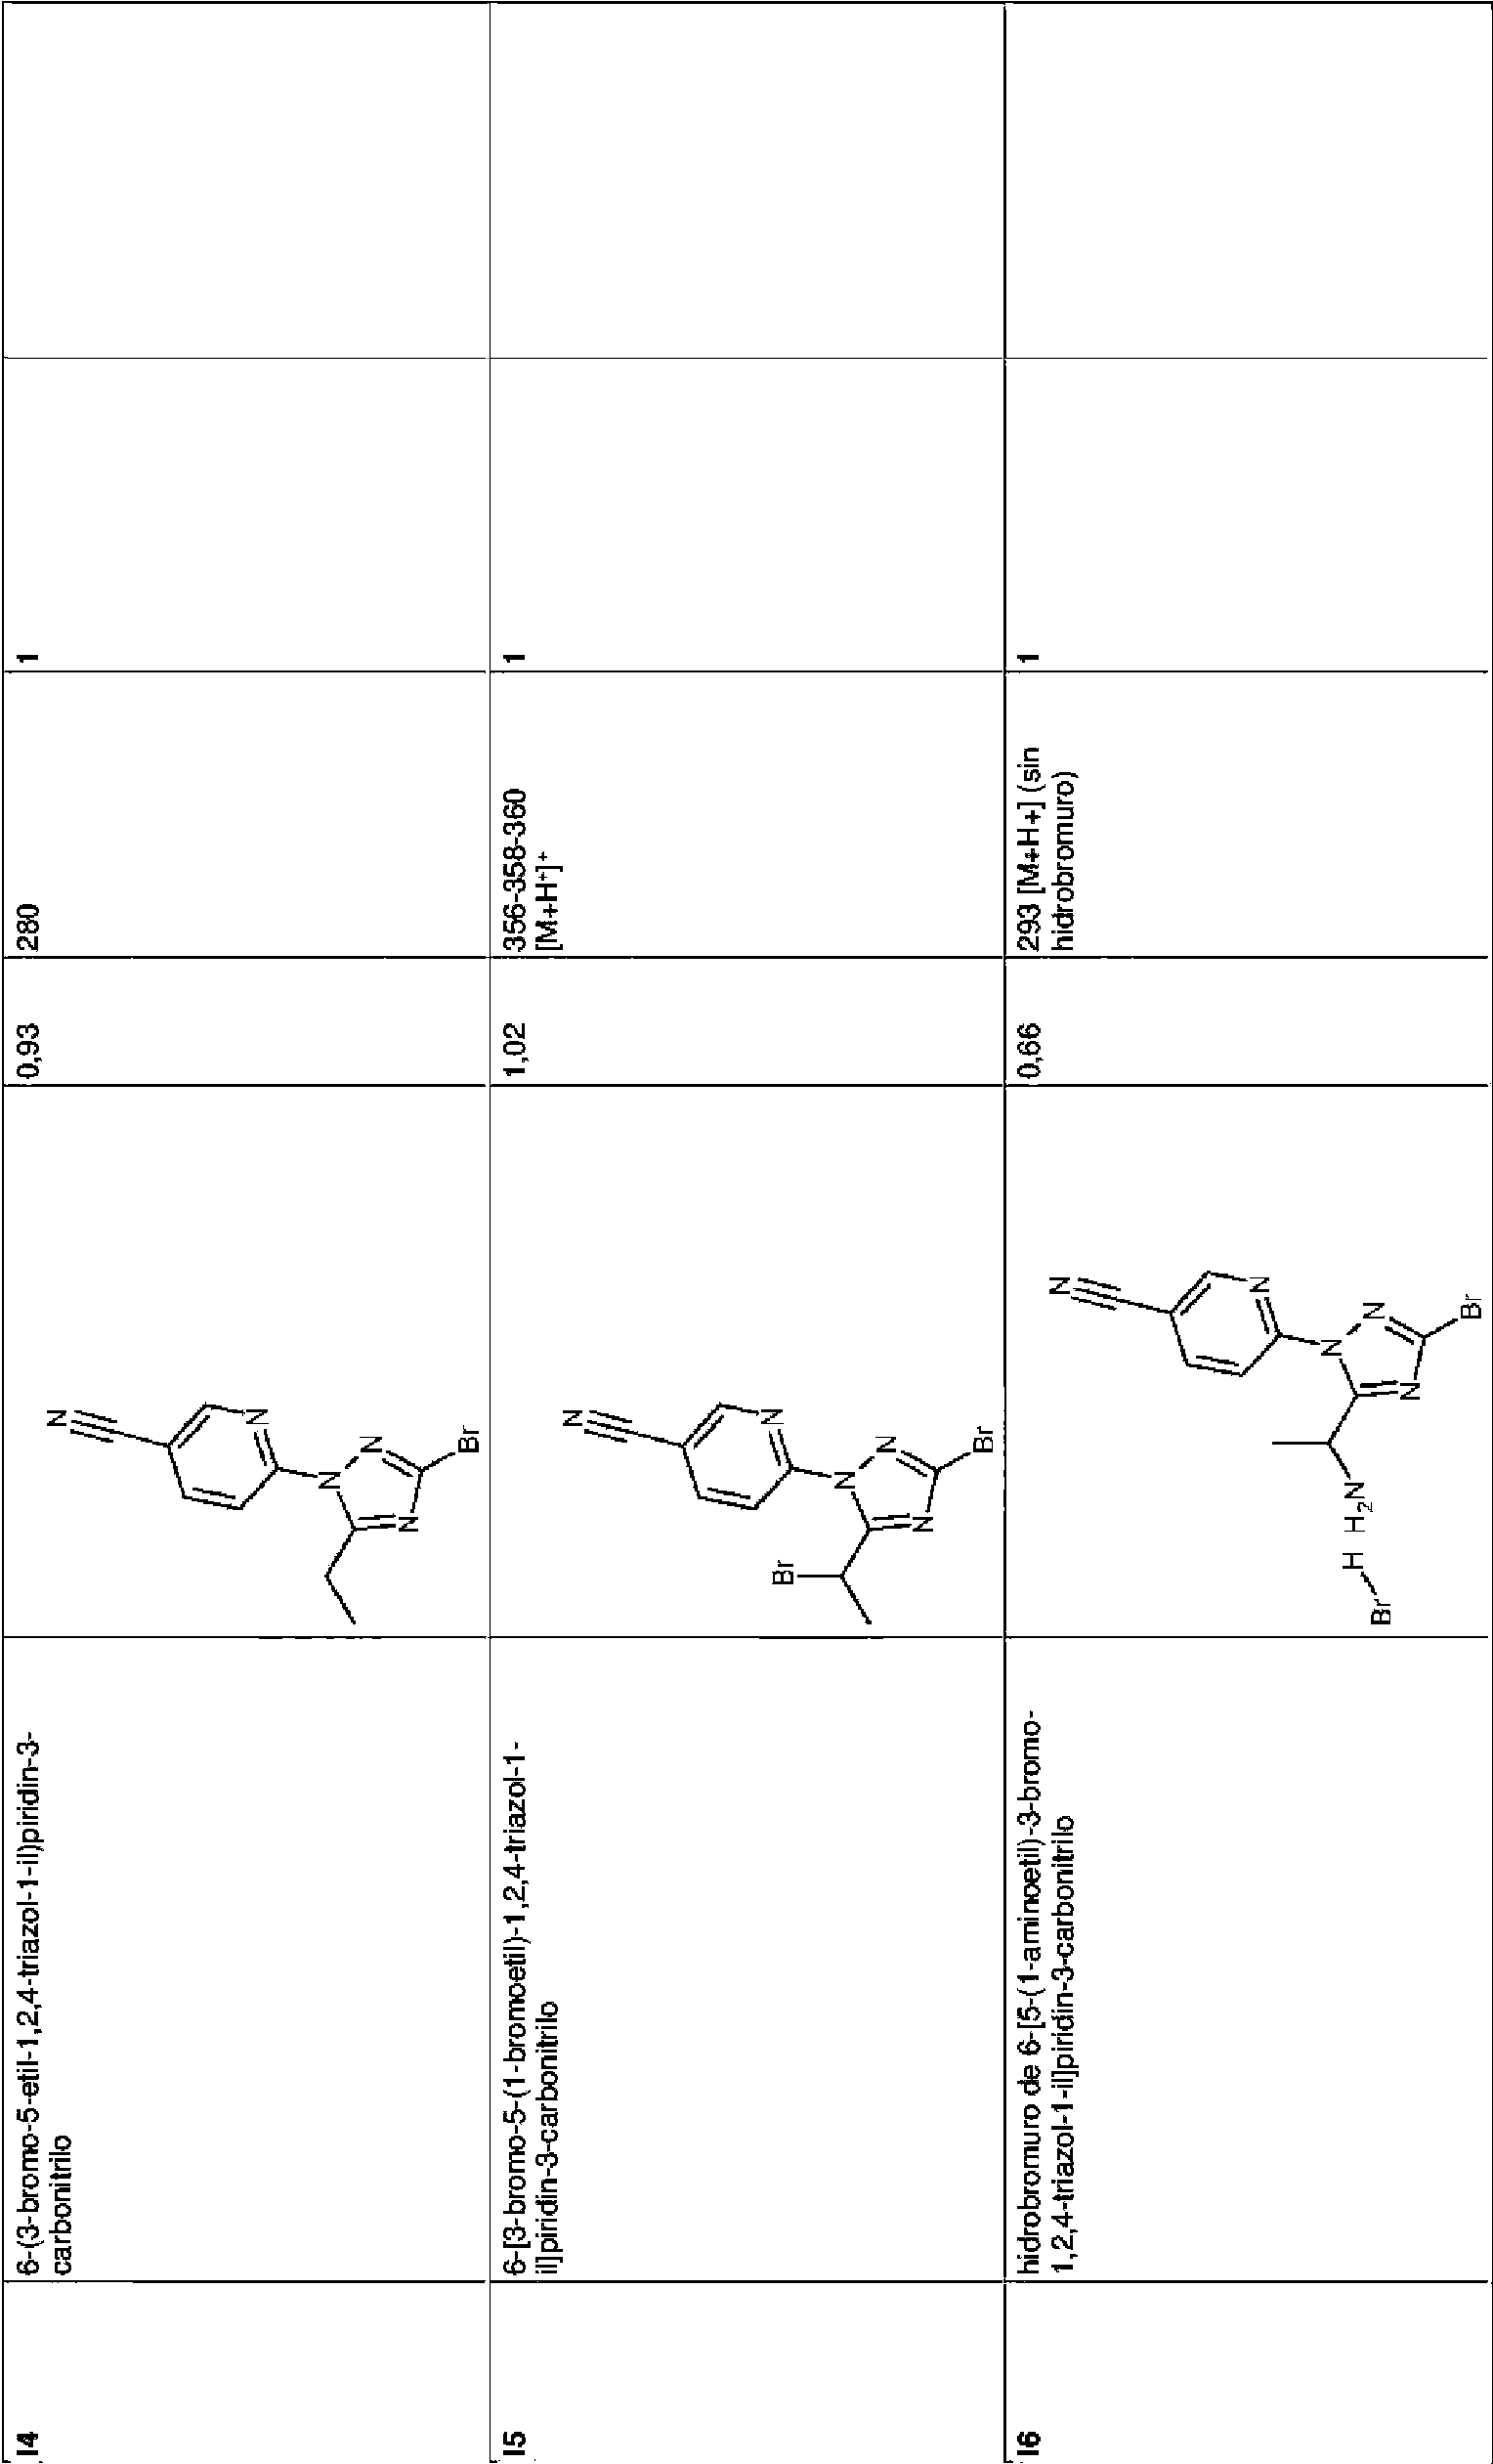 I4
6-(3-bromo-5-etil-1,2,4-triazol-1-il)piridin-3-
carbonitrilo
N
N
N
N
N
Br
0,93
280
1
I5
6-[3-bromo-5-(1-bromoetil)-1,2,4-triazol-1-
il]piridin-3-carbonitrilo
N
N
Br
N
N
N
Br
1,02
356-358-360
[M+H⁺]⁺
1
I6
hidrobromuro de 6-[5-(1-aminoetil)-3-bromo-
1,2,4-triazol-1-il]piridin-3-carbonitrilo
N
N
N
N
N
Br
H₂N
H
Br
0,66
293 [M+H+] (sin
hidrobromuro)
1